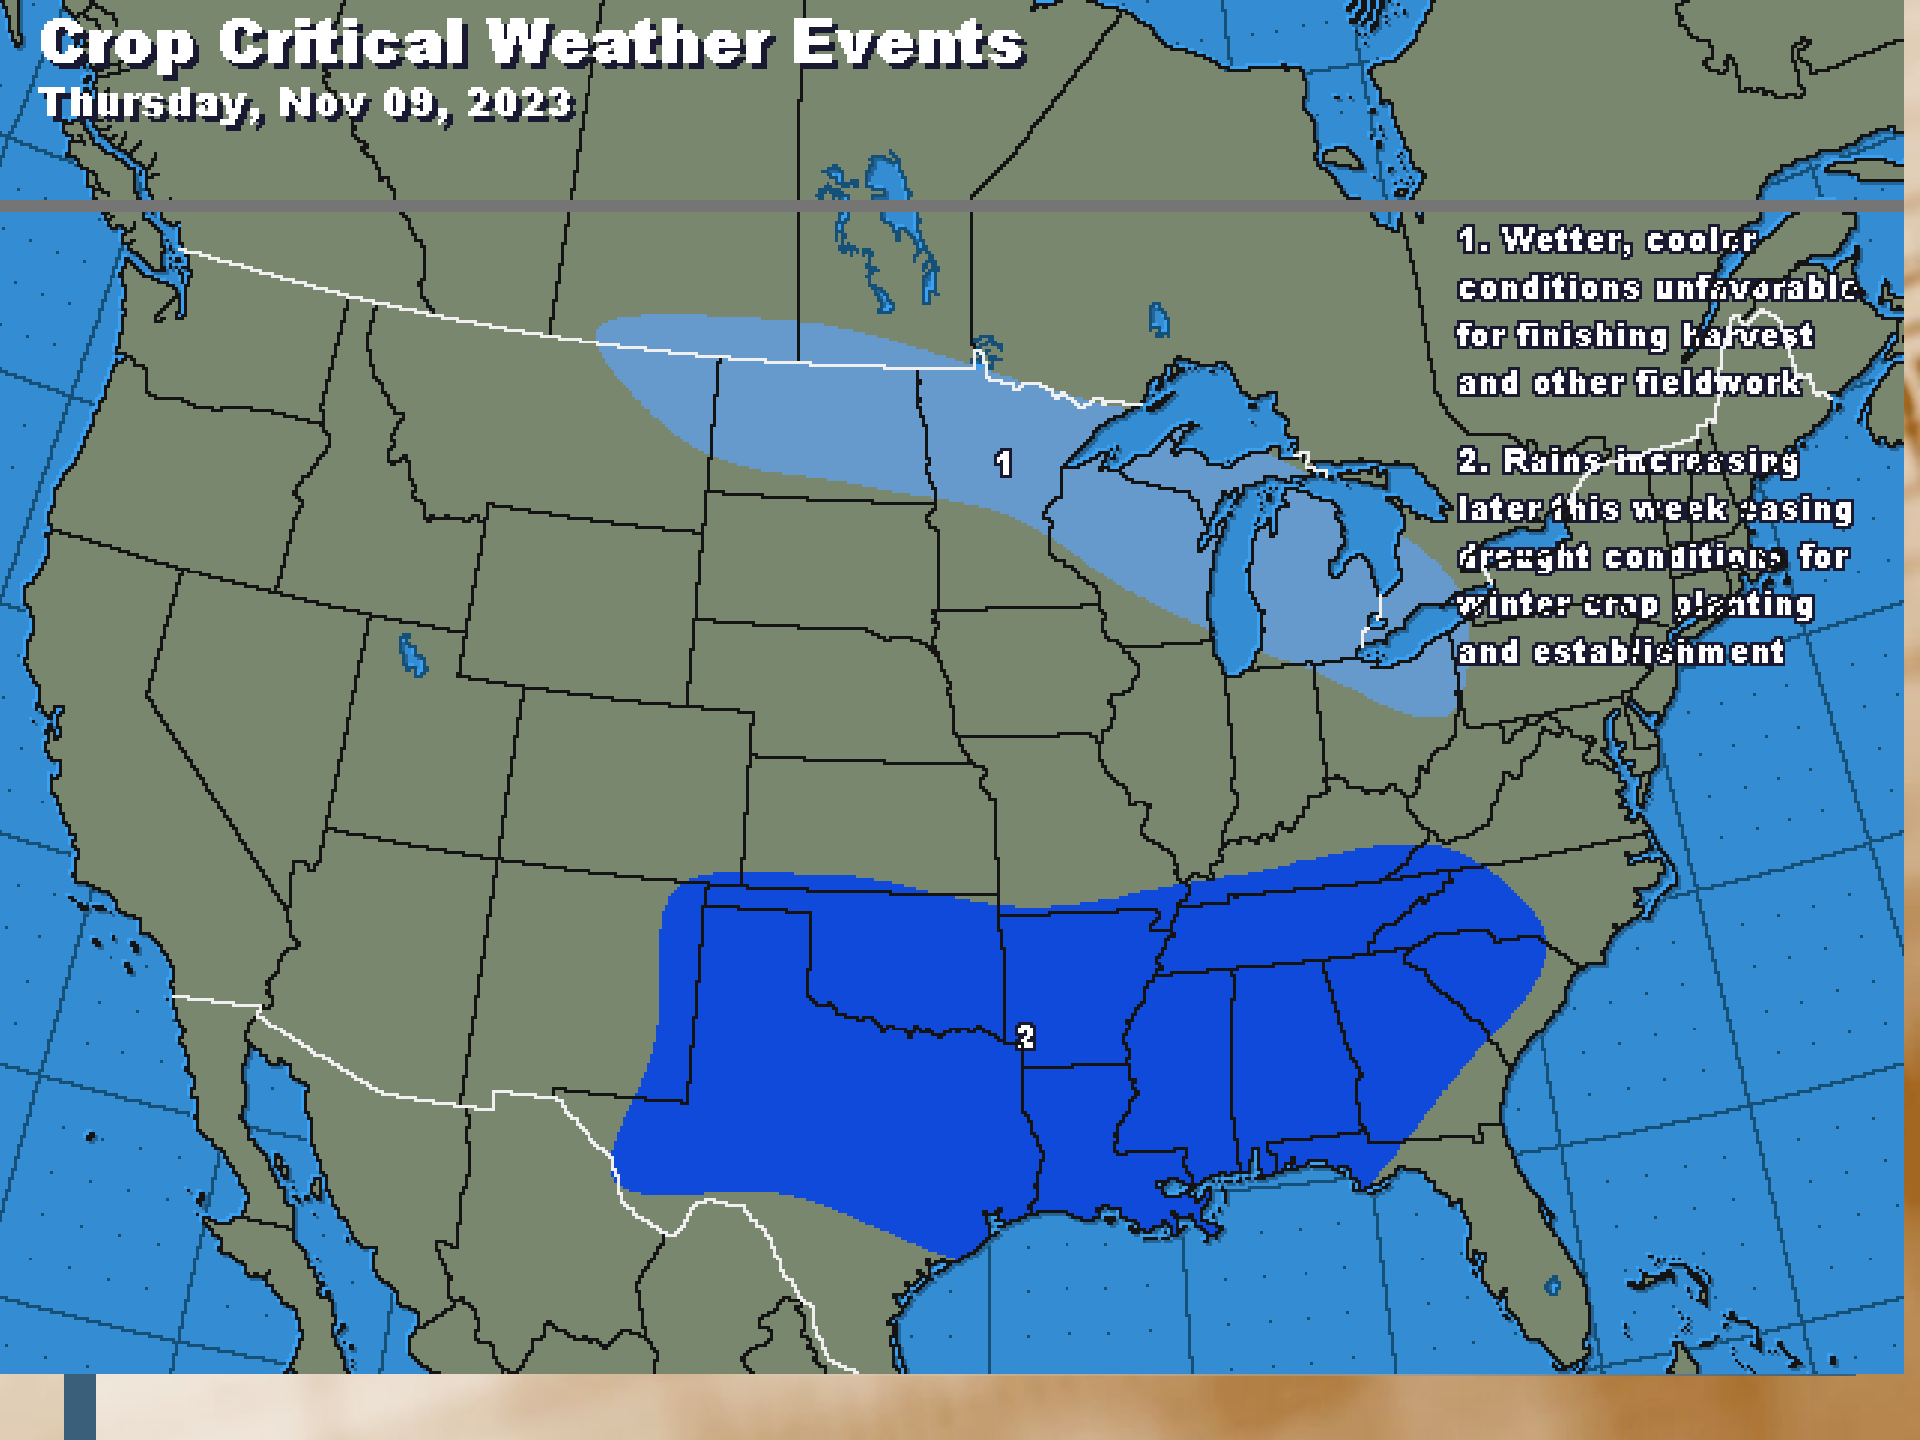 Crop Critical Weather Events
Thursday, Nov 09, 2023
1. Wetter, cooler
conditions unfavorable
for finishing harvest
and other fieldwork
2. Rains increasing
later this week easing
drought conditions for
winter crop planting
and establishment
1
2